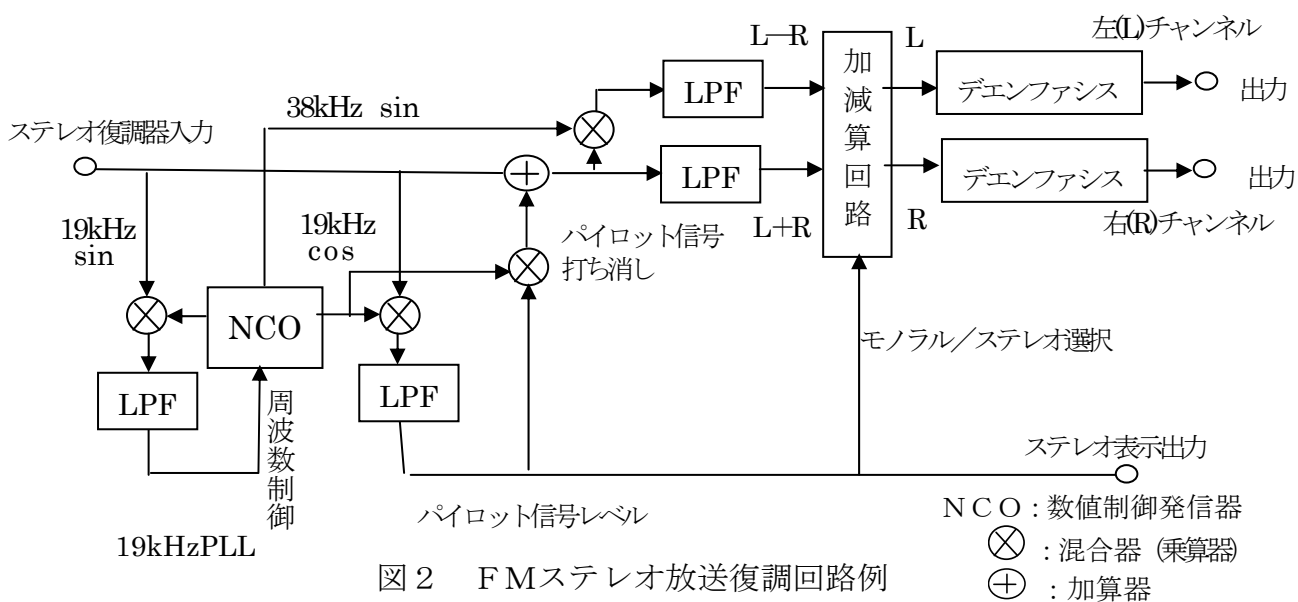 左(L)チャンネル
L―R
L
加減算回路
LPF
デエンファシス
出力
38kHz sin
ステレオ復調器入力
LPF
デエンファシス
出力
19kHz
sin
19kHz
cos
パイロット信号
打ち消し
L+R
R
右(R)チャンネル
NCO
モノラル/ステレオ選択
LPF
周波数制御
LPF
ステレオ表示出力
パイロット信号レベル
NCO:数値制御発信器
19kHzPLL
:混合器 (乗算器)
図2 FMステレオ放送復調回路例
:加算器